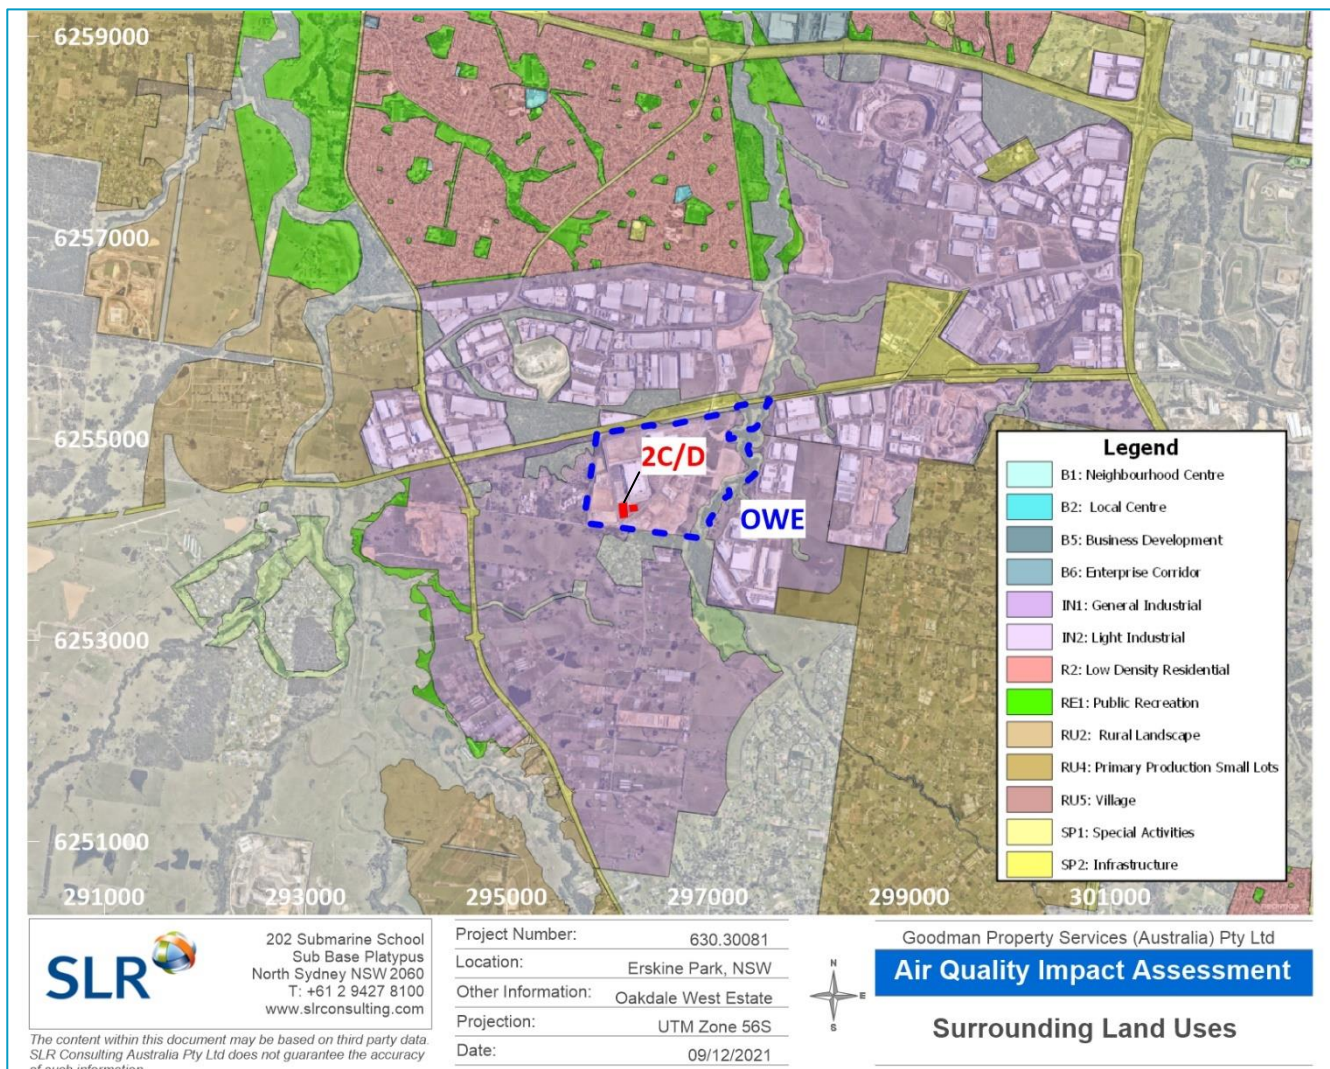 6259000
6257000
6255000
6253000
6251000
291000
293000
295000
297000
299000
301000
2C/D
OWE
Legend
B1: Neighbourhood Centre
B2: Local Centre
B5: Business Development
B6: Enterprise Corridor
IN1: General Industrial
IN2: Light Industrial
R2: Low Density Residential
RE1: Public Recreation
RU2: Rural Landscape
RU4: Primary Production Small Lots
RU5: Village
SP1: Special Activities
SP2: Infrastructure
SLR
202 Submarine School
Sub Base Platypus
North Sydney NSW 2060
T: +61 2 9427 8100
www.slrconsulting.com
The content within this document may be based on third party data.
SLR Consulting Australia Pty Ltd does not guarantee the accuracy
of such information
Project Number: 630.30081
Location: Erskine Park, NSW
Other Information: Oakdale West Estate
Projection: UTM Zone 56S
Date: 09/12/2021
N
E
S
Goodman Property Services (Australia) Pty Ltd
Air Quality Impact Assessment
Surrounding Land Uses